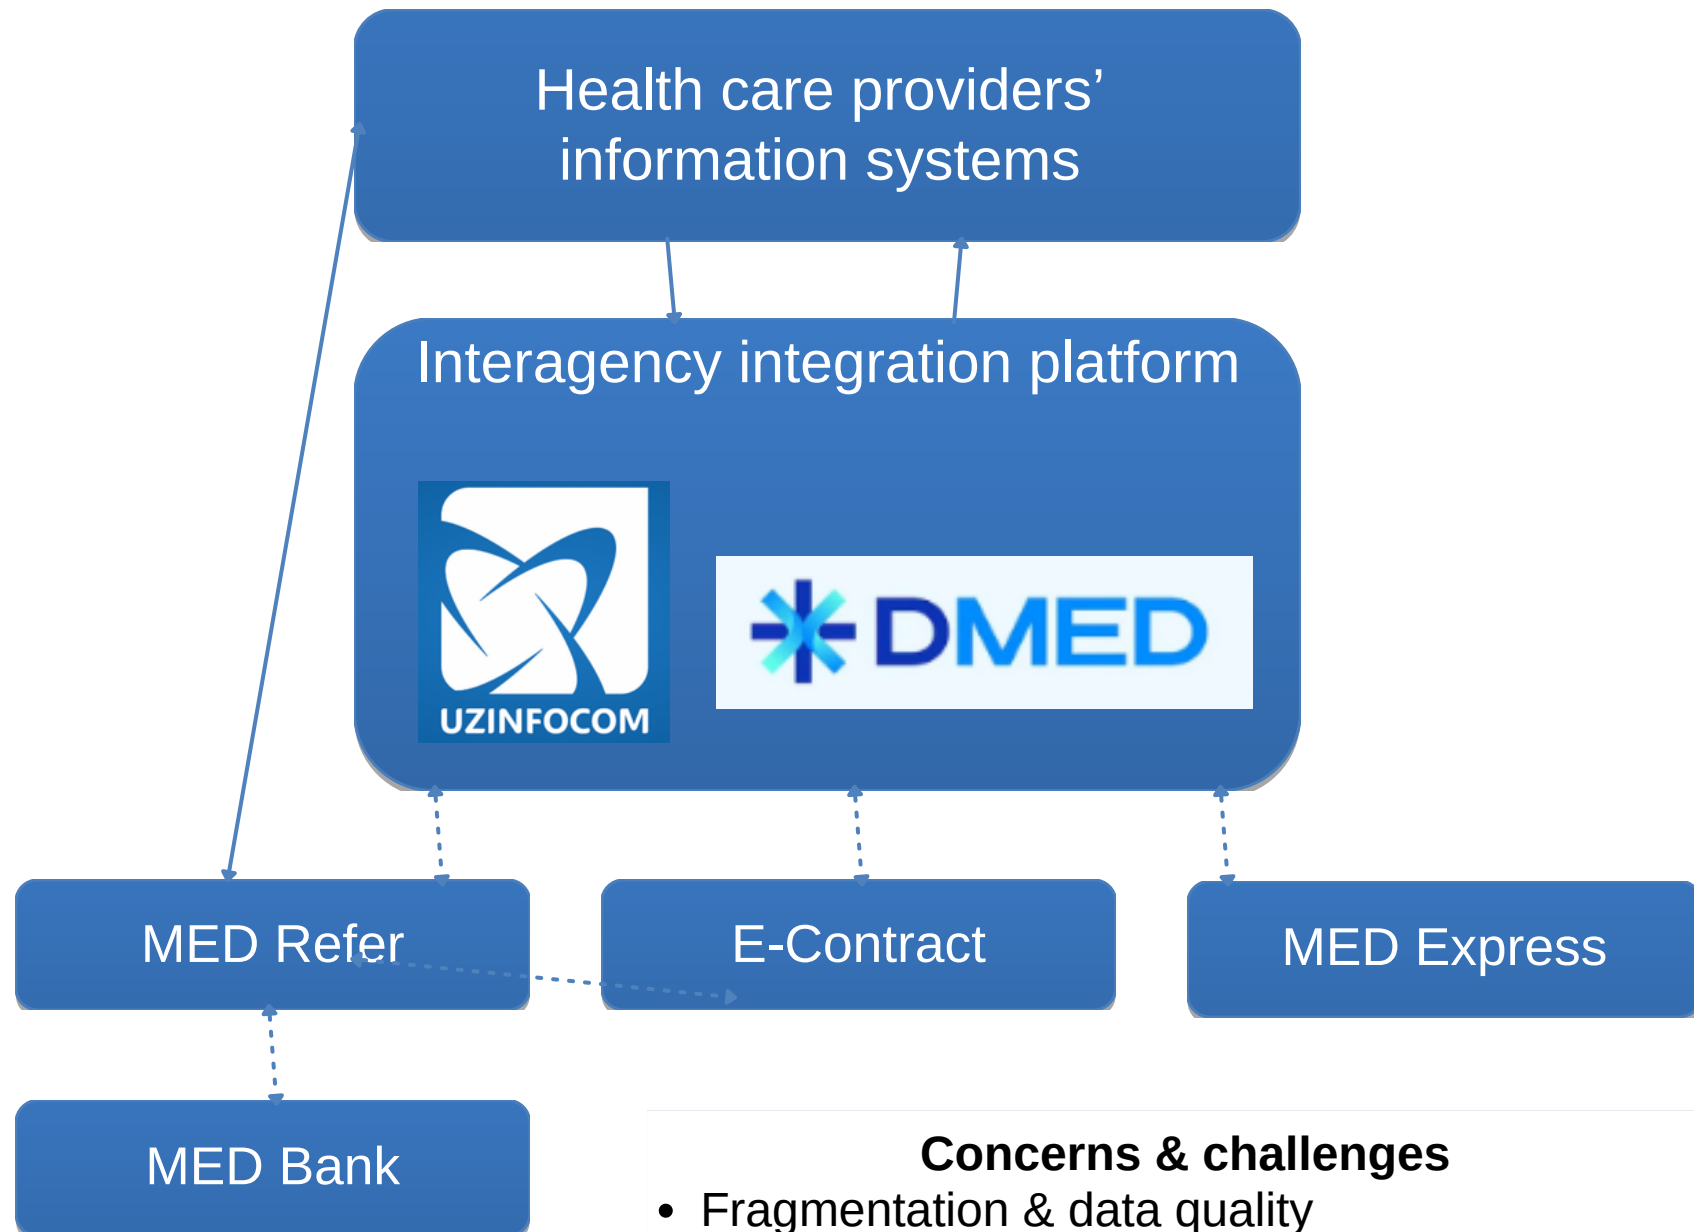 Health care providers’
information systems
Interagency integration platform
UZINFOCOM
DMED
MED Refer
E-Contract
MED Express
MED Bank
Concerns & challenges
• Fragmentation & data quality